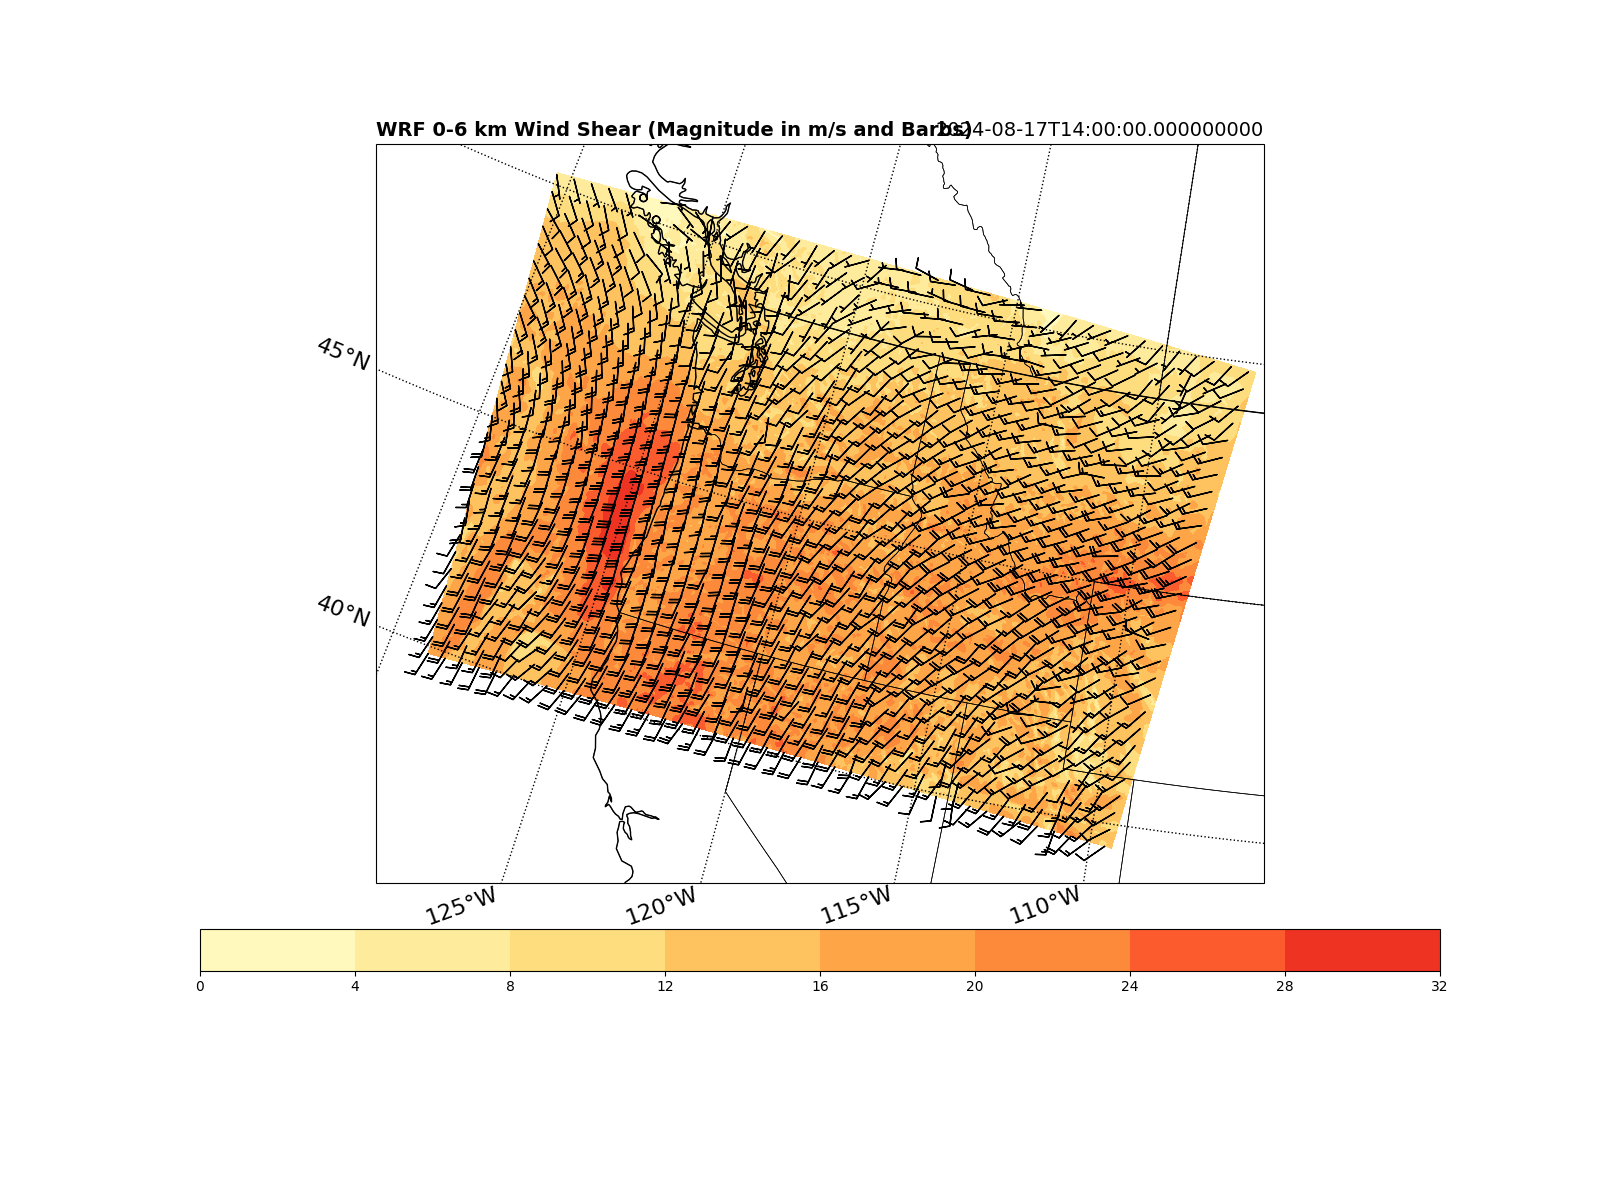 WRF 0-6 km Wind Shear (Magnitude in m/s and Barbs)
2024-08-17T14:00:00.000000000
45°N
40°N
125°W 120°W 115°W 110°W
0 4 8 12 16 20 24 28 32